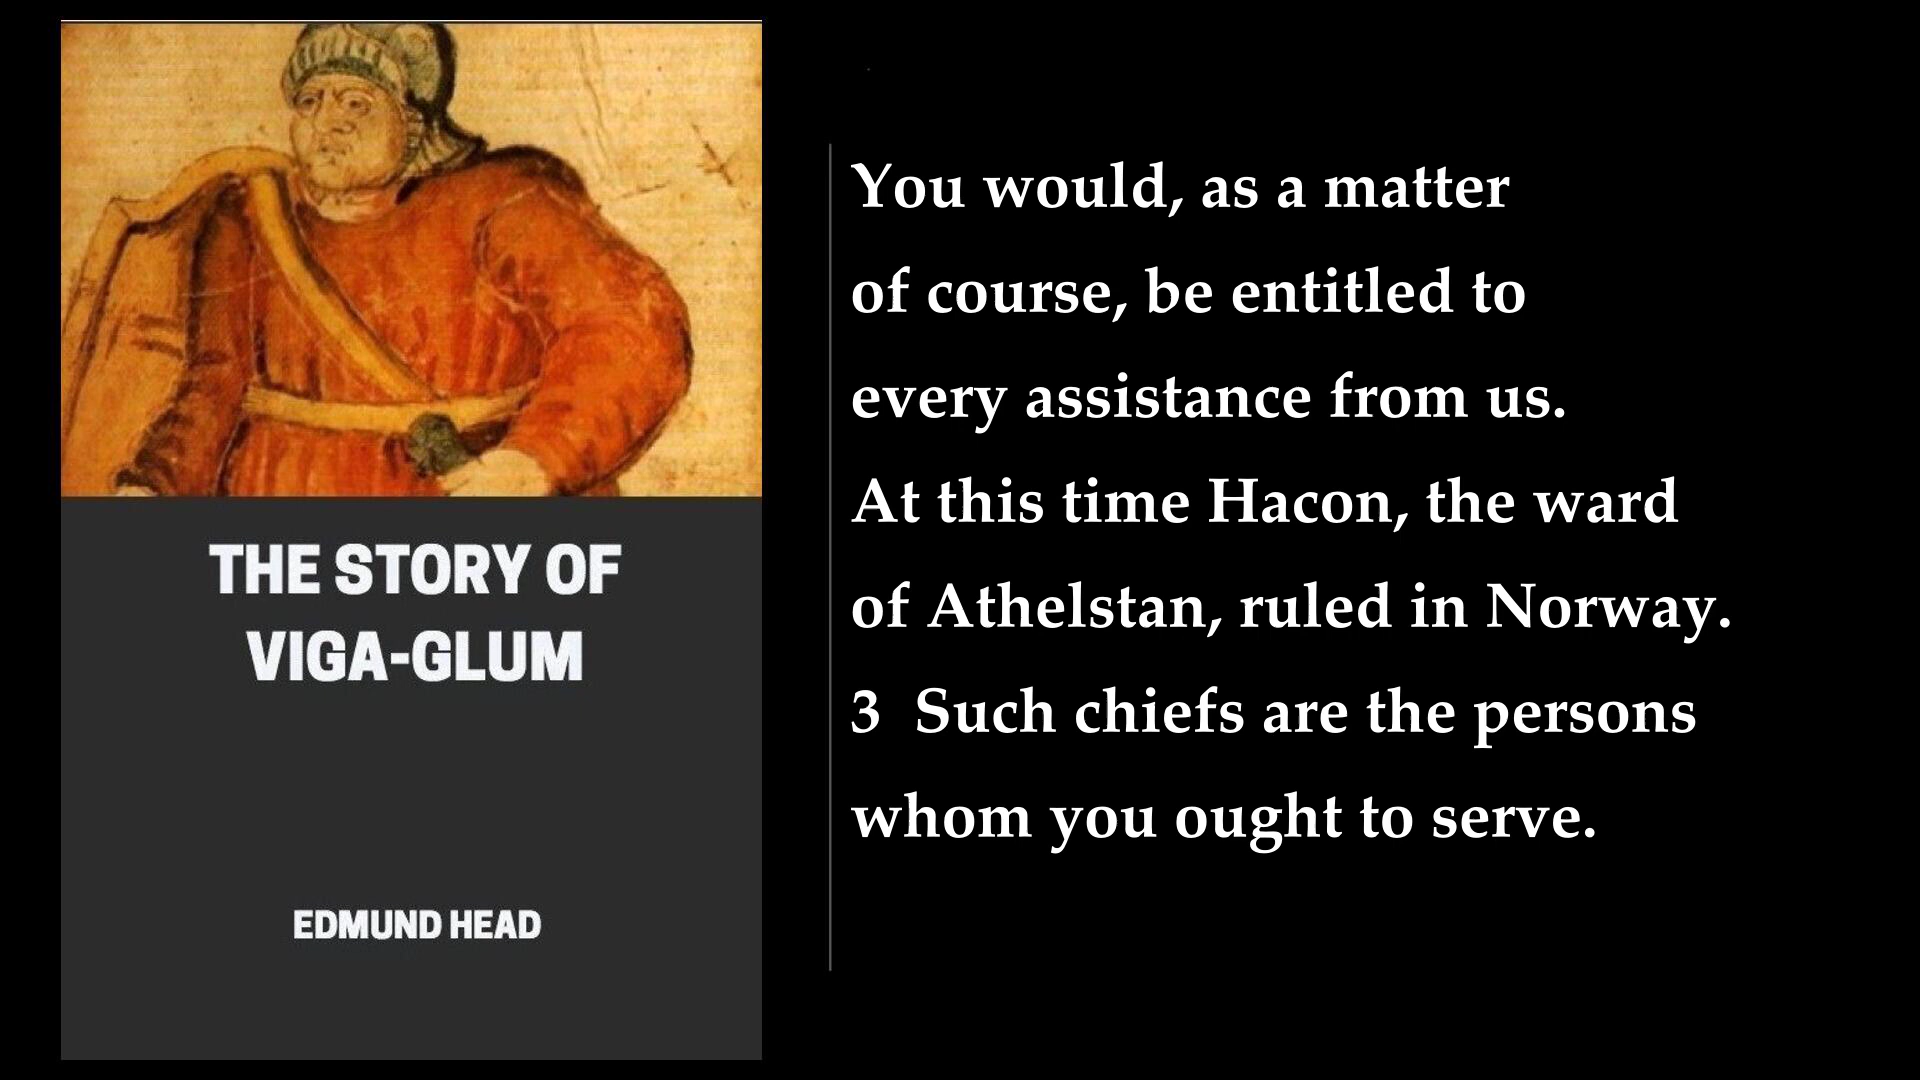 THE STORY OF
VIGA-GLUM
EDMUND HEAD
You would, as a matter
of course, be entitled to
every assistance from us.
At this time Hacon, the ward
of Athelstan, ruled in Norway.
3  Such chiefs are the persons
whom you ought to serve.